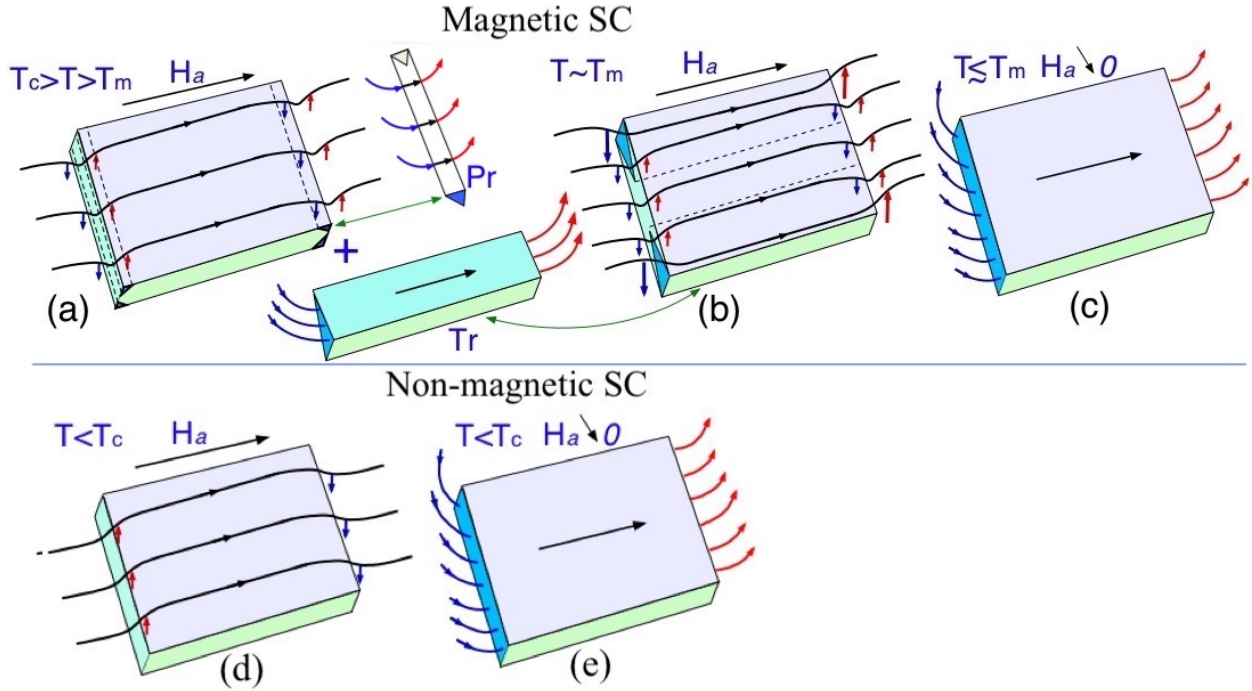 Magnetic SC
Tc>T>Tm
Ha
Pr
+
Tr
(a)
T~Tm
Ha
(b)
T≲Tm Ha 0
(c)
Non-magnetic SC
T<Tc
Ha
(d)
T<Tc Ha 0
(e)